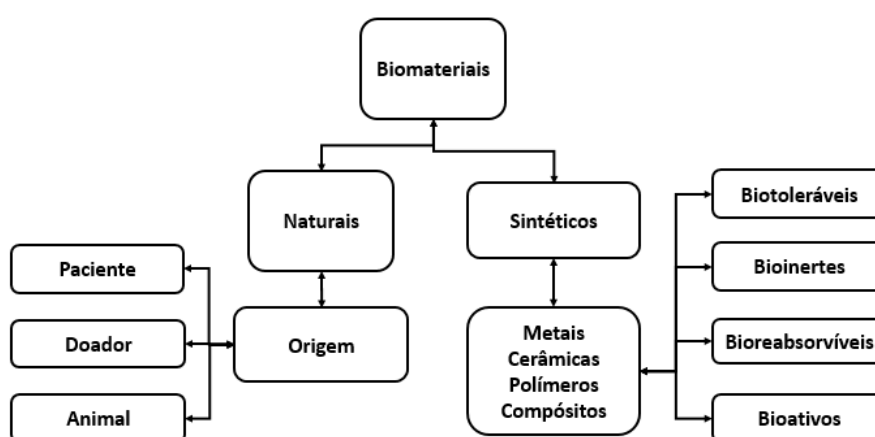 Biomateriais
Naturais
Sintéticos
Paciente
Doador
Animal
Origem
Metais
Cerâmicas
Polímeros
Compósitos
Biotoleráveis
Bioinertes
Bioreabsorvíveis
Bioativos